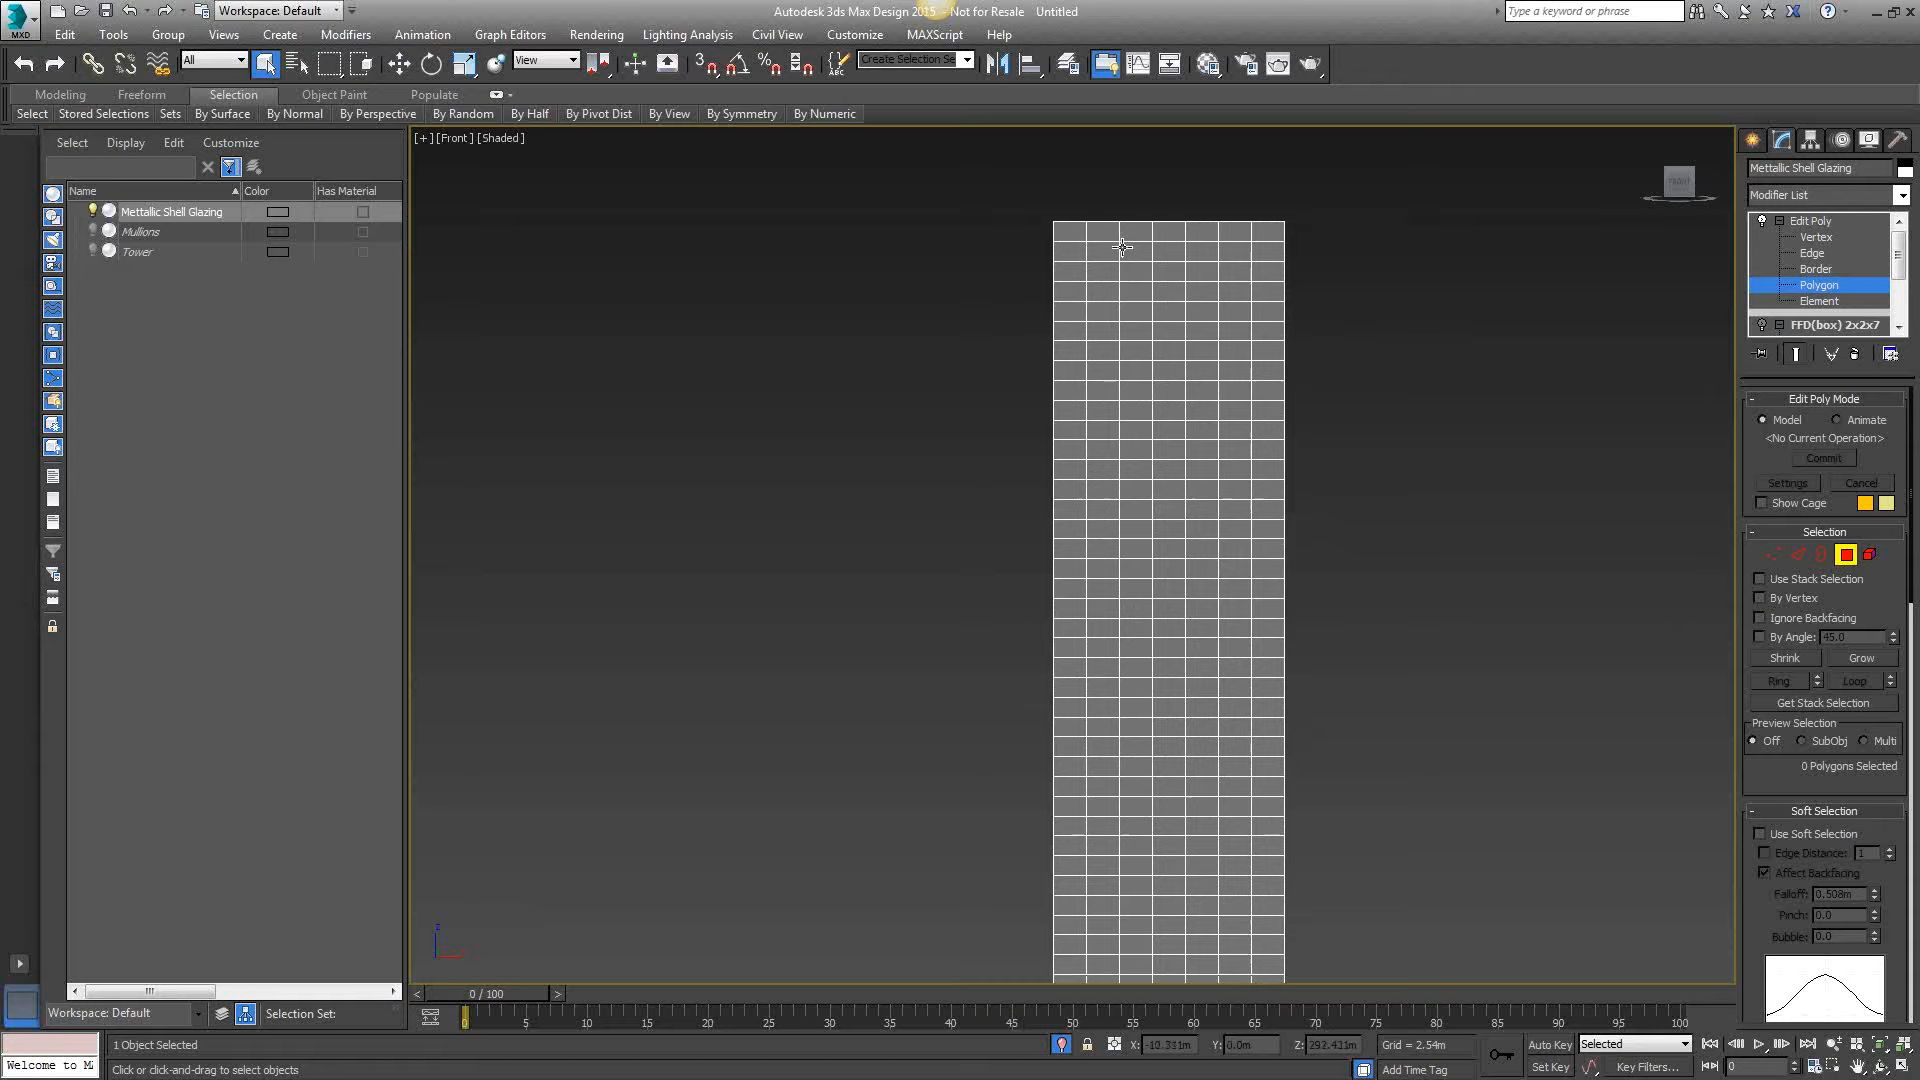 Workspace: Default
Autodesk 3ds Max Design 2015 - Not for Resale Untitled
Type a keyword or phrase
MXD
Edit Tools Group Views Create Modifiers Animation Graph Editors Rendering Lighting Analysis Civil View Customize MAXScript Help
All
View
3
ABC
Create Selection Se
Modeling Freeform Selection Object Paint Populate
Select Stored Selections Sets By Surface By Normal By Perspective By Random By Half By Pivot Dist By View By Symmetry By Numeric
Select Display Edit Customize
Name Color Has Material
Mettallic Shell Glazing
Mullions
Tower
[+] [Front] [Shaded]
FRONT
z
Mettallic Shell Glazing
Modifier List
Edit Poly
Vertex
Edge
Border
Polygon
Element
FFD(box) 2x2x7
- Edit Poly Mode
Model Animate
<No Current Operation>
Commit
Settings Cancel
Show Cage
- Selection
Use Stack Selection
By Vertex
Ignore Backfacing
By Angle: 45.0
Shrink Grow
Ring Loop
Get Stack Selection
Preview Selection
Off SubObj Multi
0 Polygons Selected
- Soft Selection
Use Soft Selection
Edge Distance: 1
Affect Backfacing
Falloff: 0.508m
Pinch: 0.0
Bubble: 0.0
< 0 / 100 >
Workspace: Default Selection Set:
0 5 10 15 20 25 30 35 40 45 50 55 60 65 70 75 80 85 90 95 100
1 Object Selected X: -10.351m Y: 0.0m Z: 292.411m Grid = 2.54m Auto Key Selected
Welcome to M Click or click-and-drag to select objects Add Time Tag Set Key Key Filters... 0